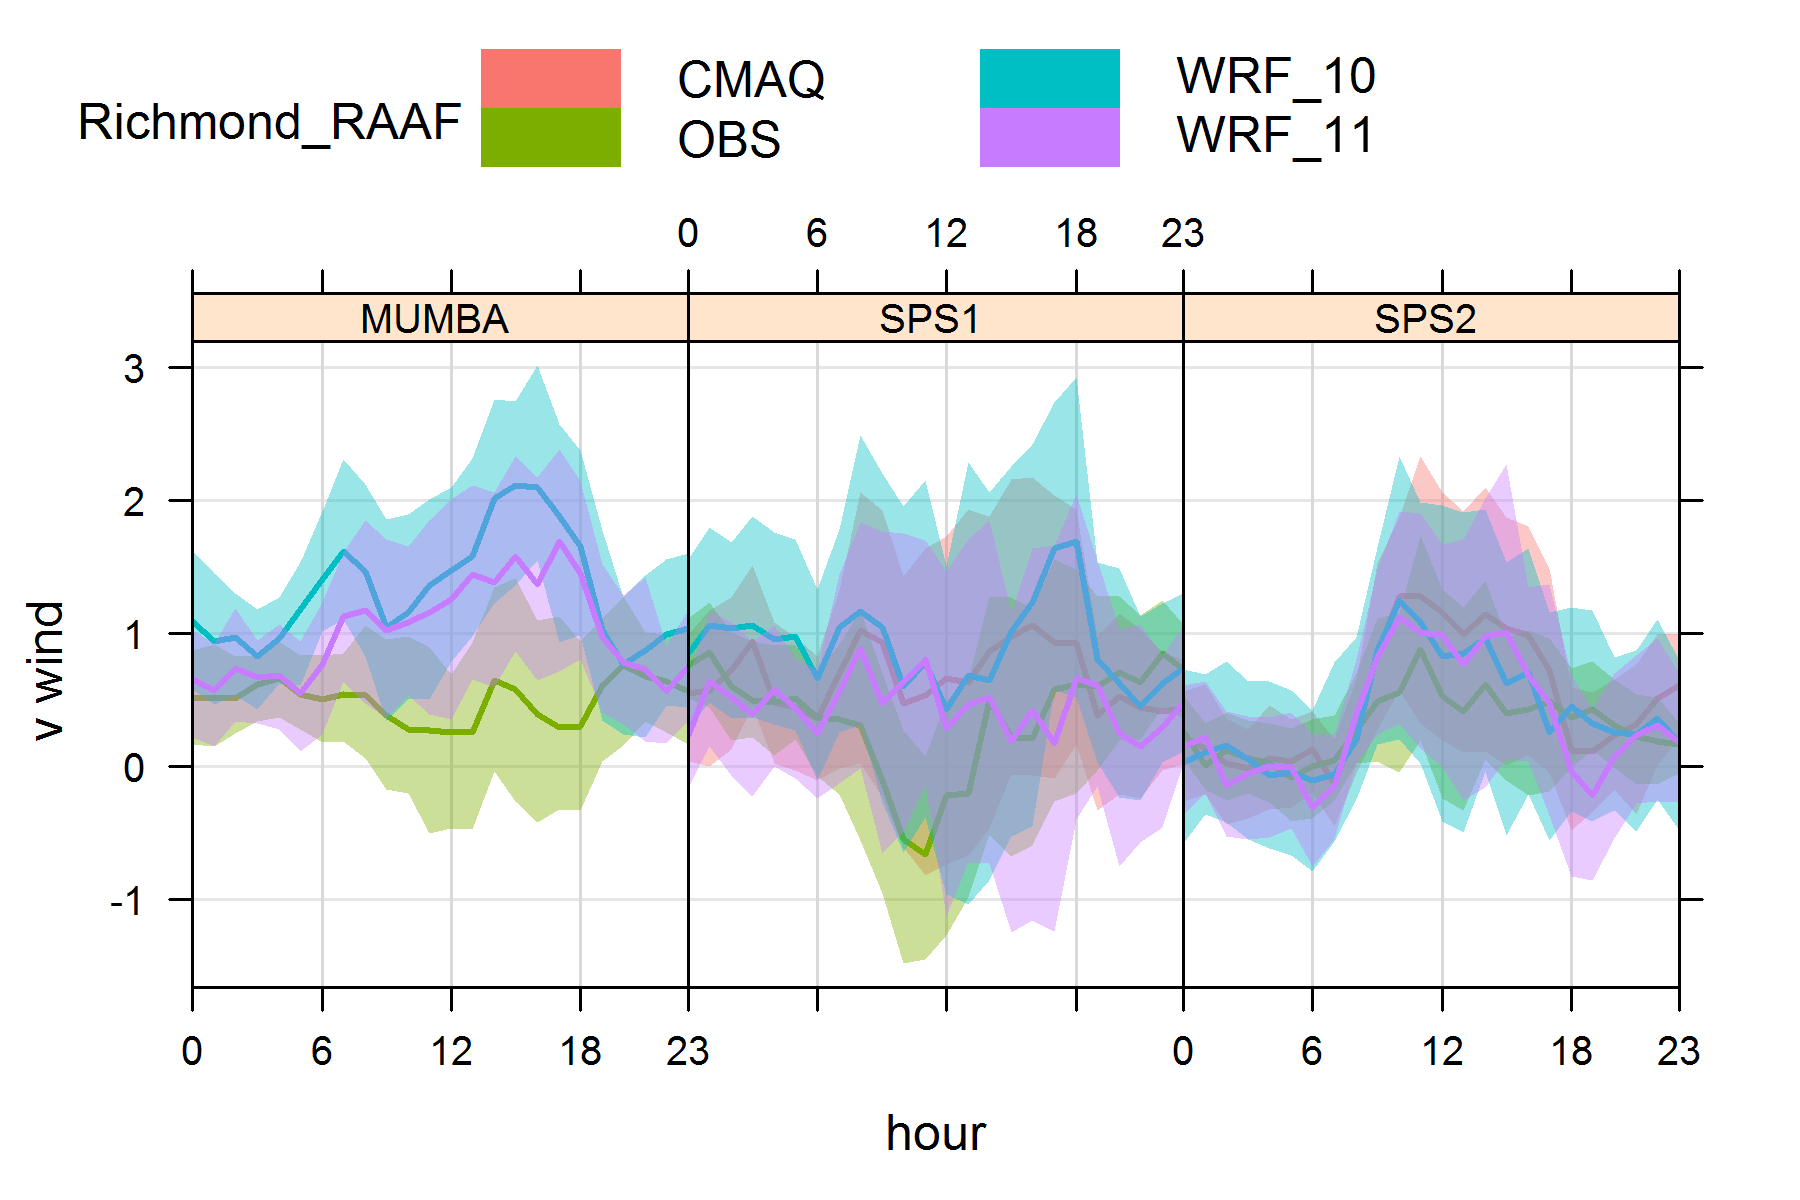 Richmond_RAAF
CMAQ
OBS
WRF_10
WRF_11
0 6 12 18 23
MUMBA SPS1 SPS2
3
2
1
0
-1
v wind
0 6 12 18 23 0 6 12 18 23
hour